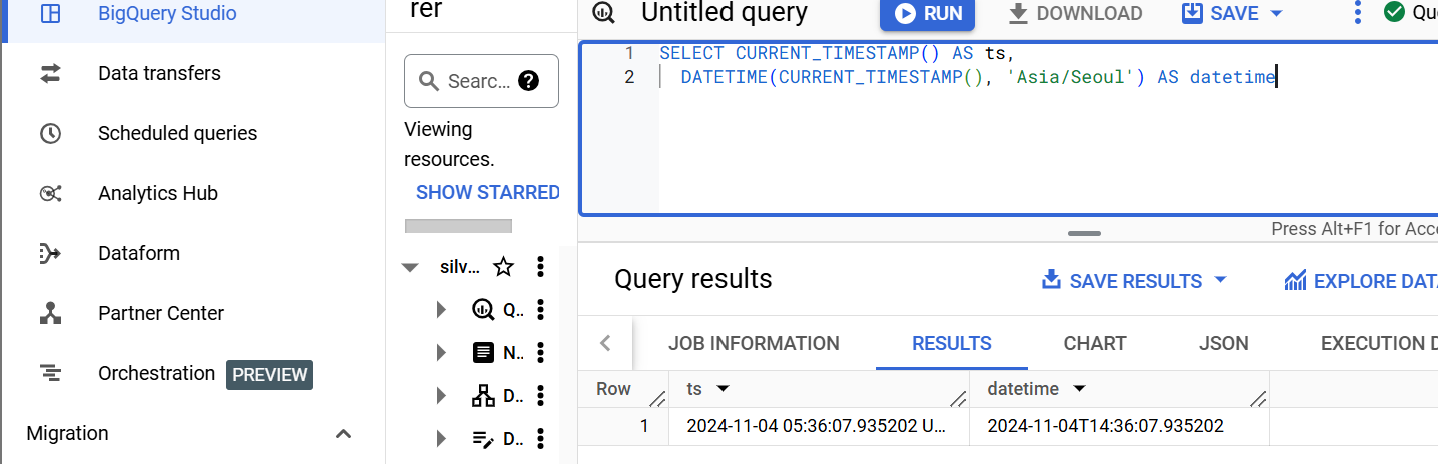 BigQuery Studio
Data transfers
Scheduled queries
Analytics Hub
Dataform
Partner Center
Orchestration PREVIEW
Migration
rer
Searc... ?
Viewing
resources.
SHOW STARRED
silv...
Q..
N..
D..
D..
Untitled query RUN DOWNLOAD SAVE Qu
1 SELECT CURRENT_TIMESTAMP() AS ts,
2 DATETIME(CURRENT_TIMESTAMP(), 'Asia/Seoul') AS datetime
Press Alt+F1 for Acce
Query results SAVE RESULTS EXPLORE DAT
JOB INFORMATION RESULTS CHART JSON EXECUTION D
Row ts datetime
1 2024-11-04 05:36:07.935202 U... 2024-11-04T14:36:07.935202